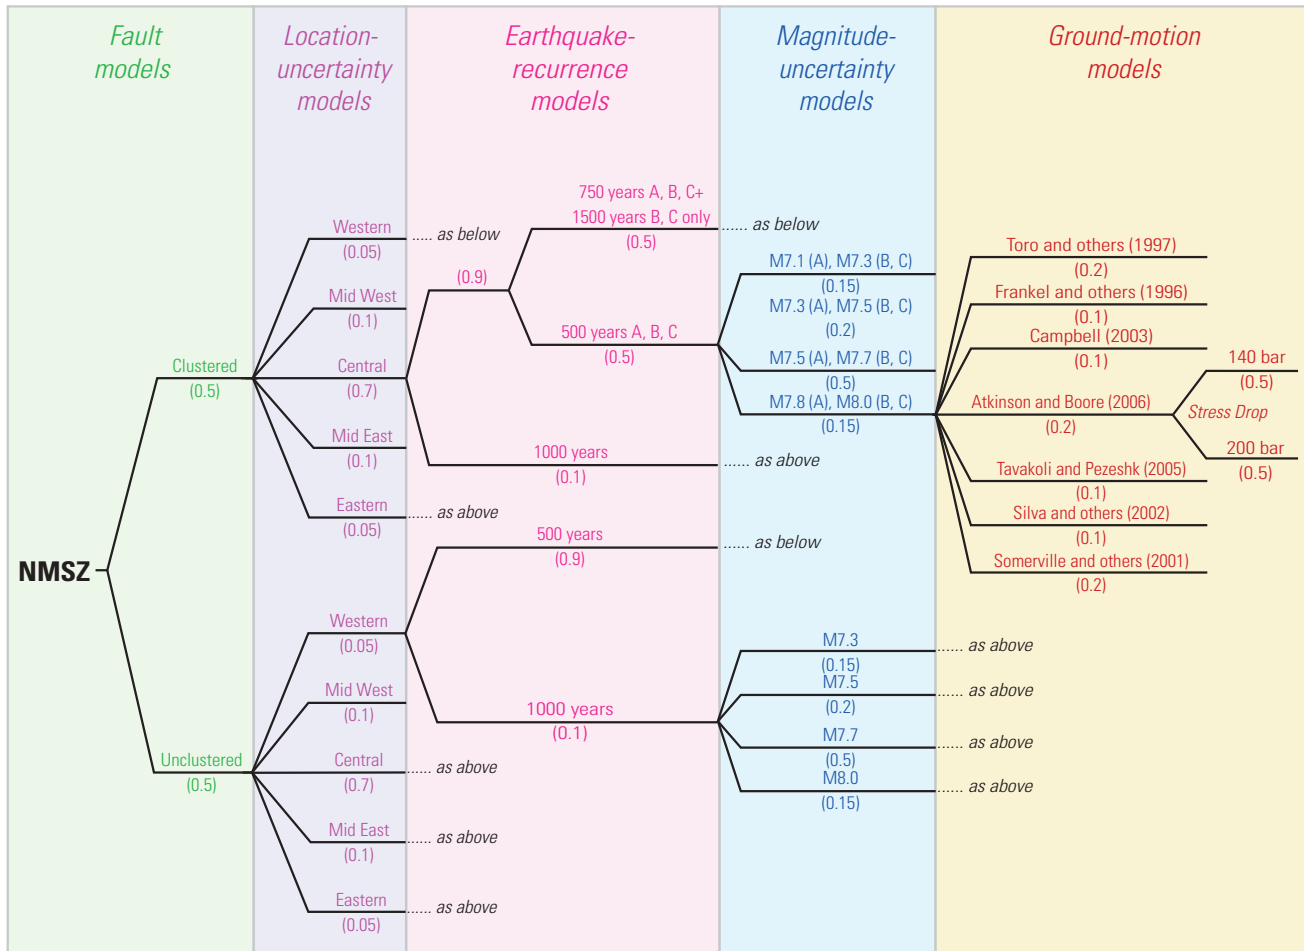 Fault
models
Location-
uncertainty
models
Earthquake-
recurrence
models
Magnitude-
uncertainty
models
Ground-motion
models
NMSZ
Clustered
(0.5)
Unclustered
(0.5)
Western
(0.05)
..... as below
Mid West
(0.1)
Central
(0.7)
Mid East
(0.1)
Eastern
(0.05)
...... as above
Western
(0.05)
Mid West
(0.1)
Central
(0.7)
...... as above
Mid East
(0.1)
...... as above
Eastern
(0.05)
...... as above
(0.9)
750 years A, B, C+
1500 years B, C only
(0.5)
...... as below
500 years A, B, C
(0.5)
1000 years
(0.1)
...... as above
500 years
(0.9)
...... as below
1000 years
(0.1)
M7.1 (A), M7.3 (B, C)
(0.15)
M7.3 (A), M7.5 (B, C)
(0.2)
M7.5 (A), M7.7 (B, C)
(0.5)
M7.8 (A), M8.0 (B, C)
(0.15)
M7.3
(0.15)
...... as above
M7.5
(0.2)
...... as above
M7.7
(0.5)
...... as above
M8.0
(0.15)
...... as above
Toro and others (1997)
(0.2)
Frankel and others (1996)
(0.1)
Campbell (2003)
(0.1)
Atkinson and Boore (2006)
(0.2)
140 bar
(0.5)
Stress Drop
200 bar
(0.5)
Tavakoli and Pezeshk (2005)
(0.1)
Silva and others (2002)
(0.1)
Somerville and others (2001)
(0.2)